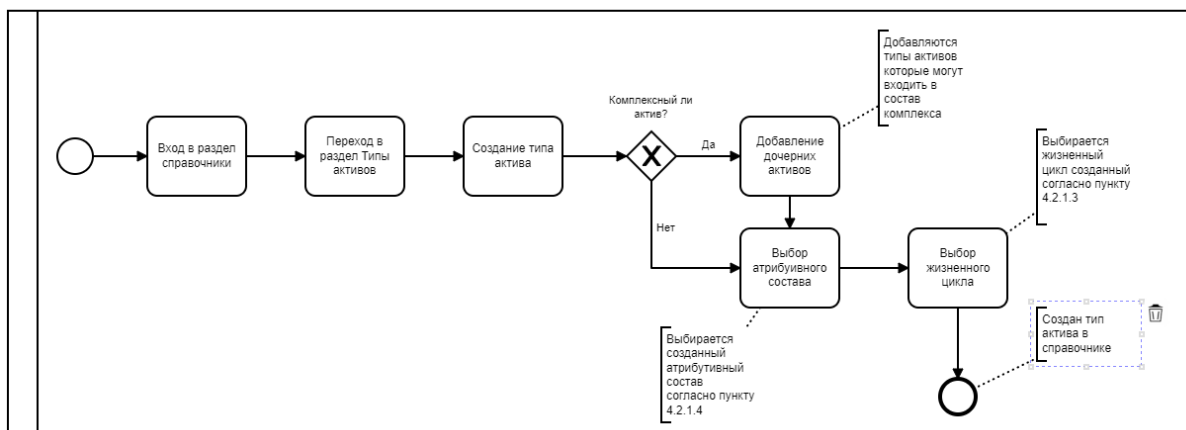 Вход в раздел
справочники
Переход в
раздел Типы
активов
Создание типа
актива
Комплексный ли
актив?
Да
Нет
Добавление
дочерних
активов
Добавляются
типы активов
которые могут
входить в
состав
комплекса
Выбор
атрибуивного
состава
Выбирается
созданный
атрибутивный
состав
согласно пункту
4.2.1.4
Выбор
жизненного
цикла
Выбирается
жизненный
цикл созданный
согласно пункту
4.2.1.3
Создан тип
актива в
справочнике